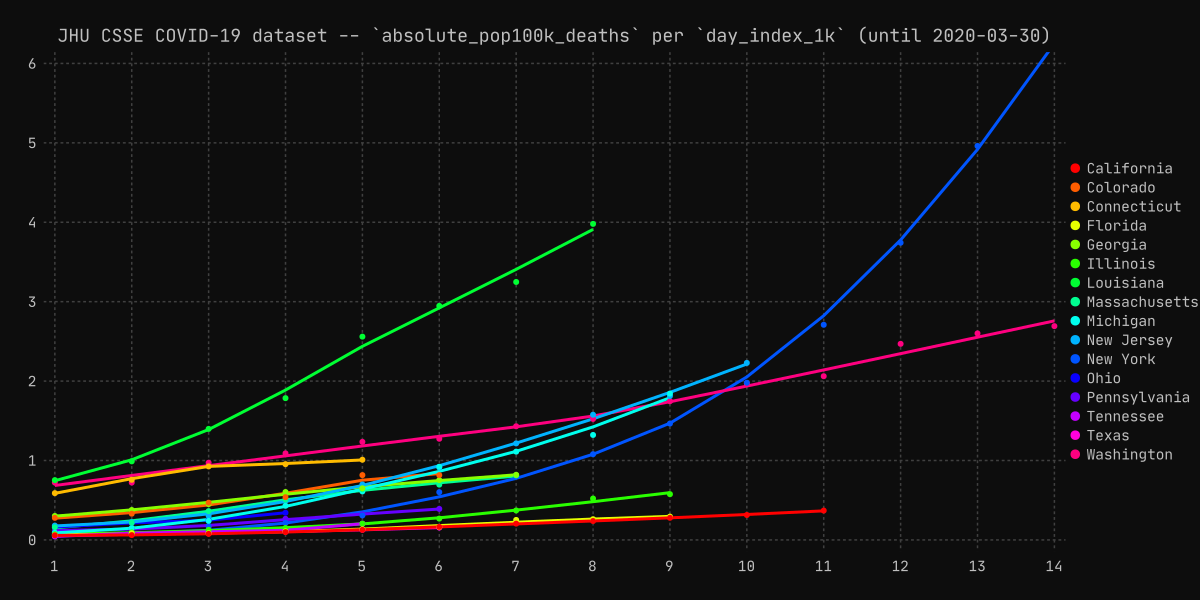 JHU CSSE COVID-19 dataset -- `absolute_pop100k_deaths` per `day_index_1k` (until 2020-03-30)
6
5
4
3
2
1
0
1 2 3 4 5 6 7 8 9 10 11 12 13 14
California
Colorado
Connecticut
Florida
Georgia
Illinois
Louisiana
Massachusetts
Michigan
New Jersey
New York
Ohio
Pennsylvania
Tennessee
Texas
Washington